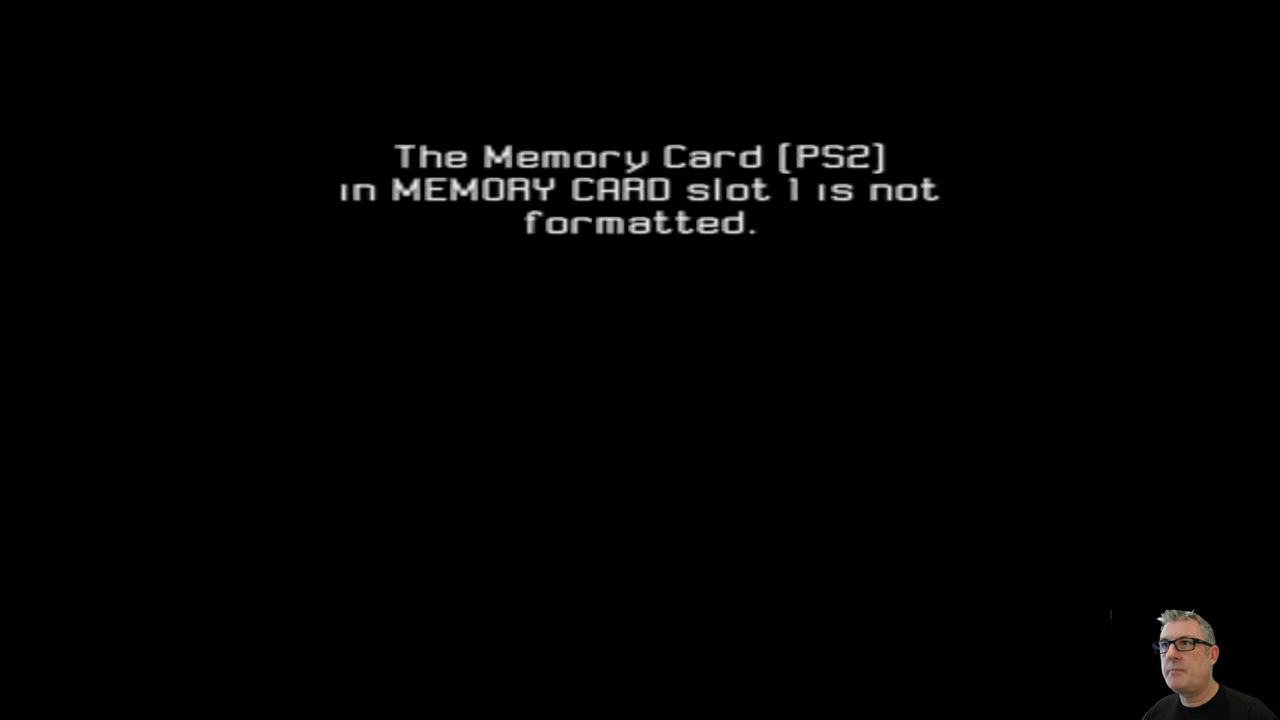 The Memory Card (PS2)
in MEMORY CARD slot 1 is not
formatted.